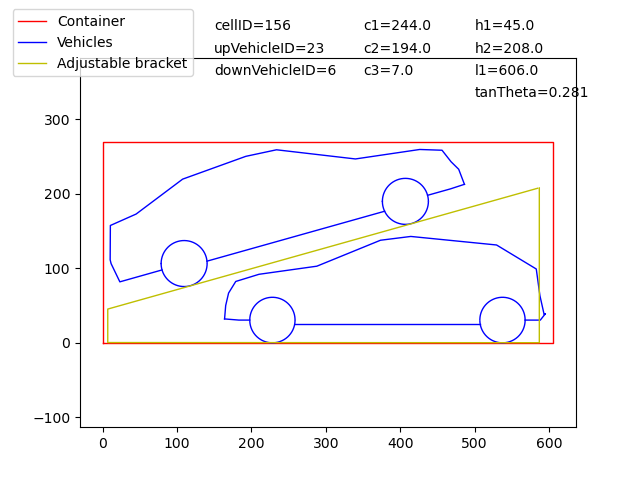 Container
Vehicles
Adjustable bracket
cellID=156
upVehicleID=23
downVehicleID=6
c1=244.0
c2=194.0
c3=7.0
h1=45.0
h2=208.0
l1=606.0
tanTheta=0.281
300
200
100
0
−100
0 100 200 300 400 500 600